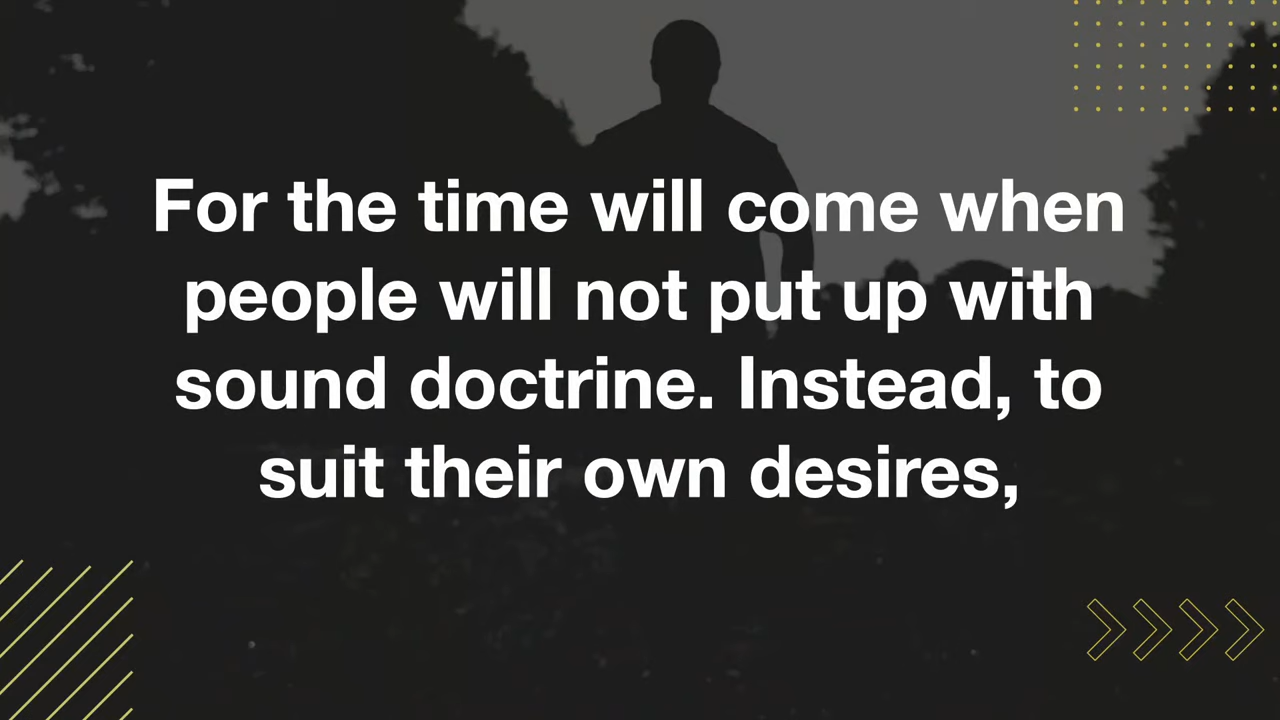 For the time will come when
people will not put up with
sound doctrine. Instead, to
suit their own desires,